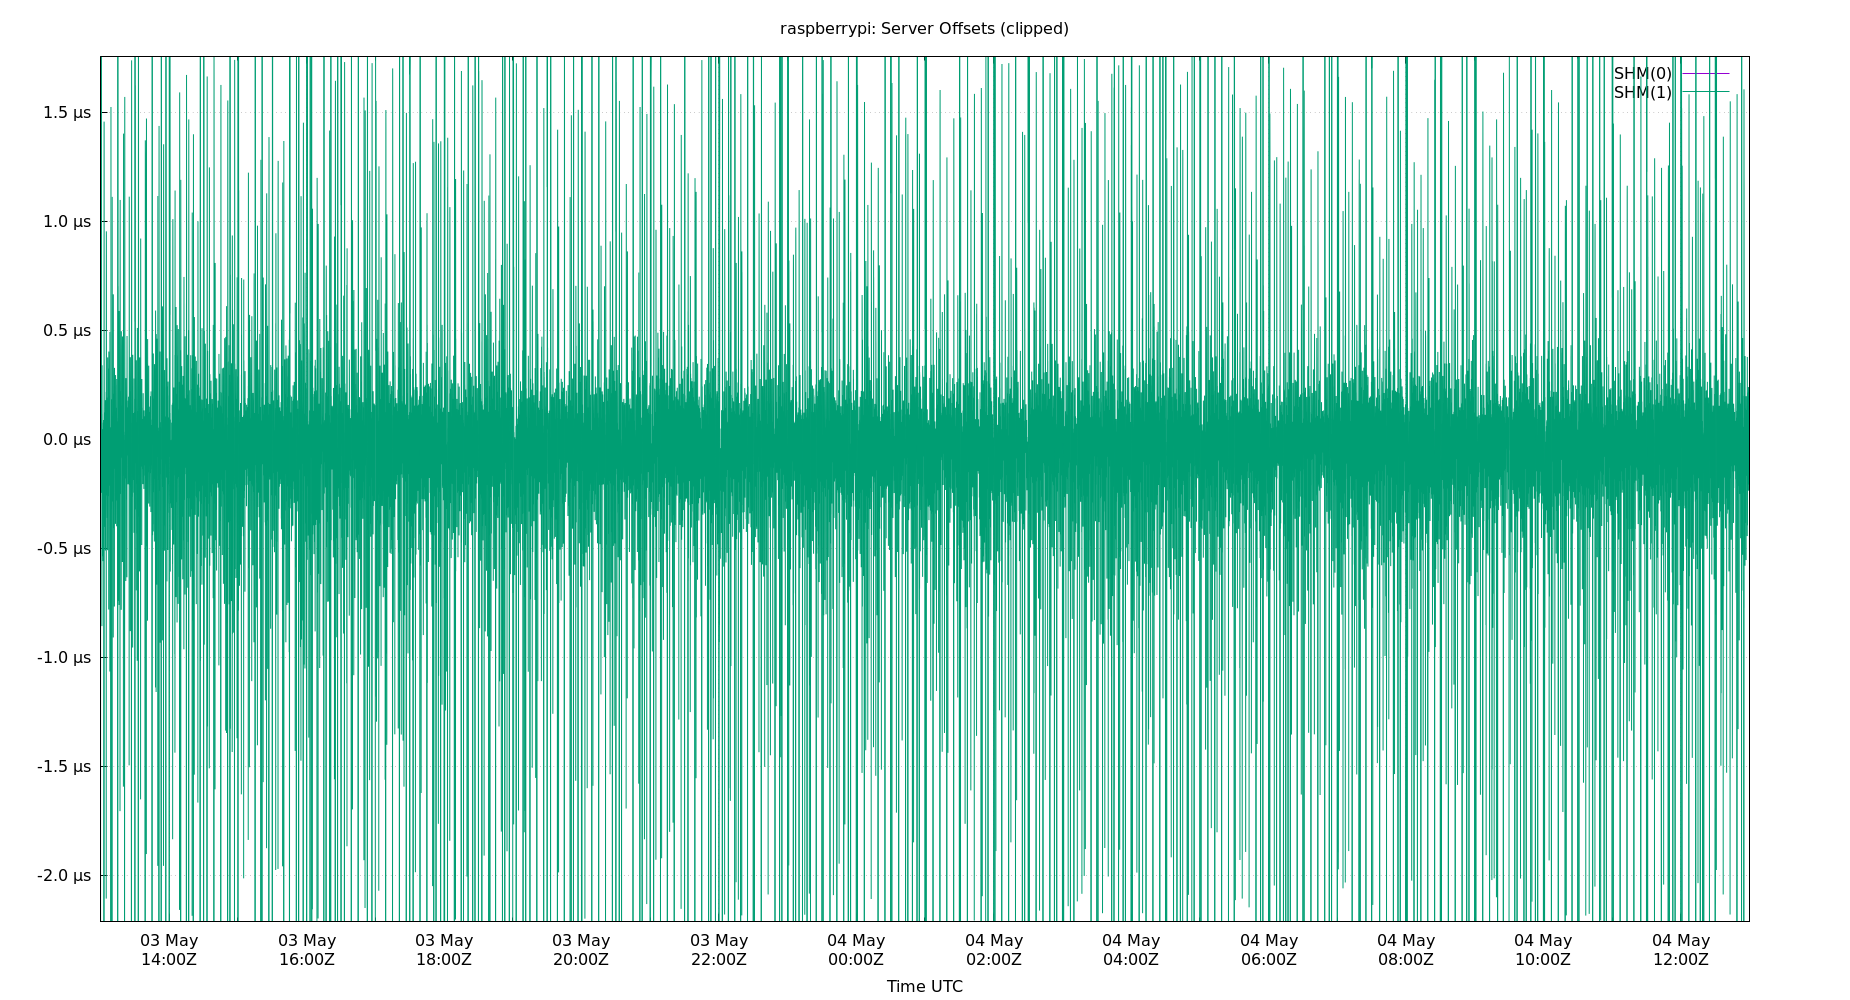 raspberrypi: Server Offsets (clipped)
SHM(0)
SHM(1)
1.5 µs
1.0 µs
0.5 µs
0.0 µs
-0.5 µs
-1.0 µs
-1.5 µs
-2.0 µs
03 May 03 May 03 May 03 May 03 May 04 May 04 May 04 May 04 May 04 May 04 May 04 May
14:00Z 16:00Z 18:00Z 20:00Z 22:00Z 00:00Z 02:00Z 04:00Z 06:00Z 08:00Z 10:00Z 12:00Z
Time UTC